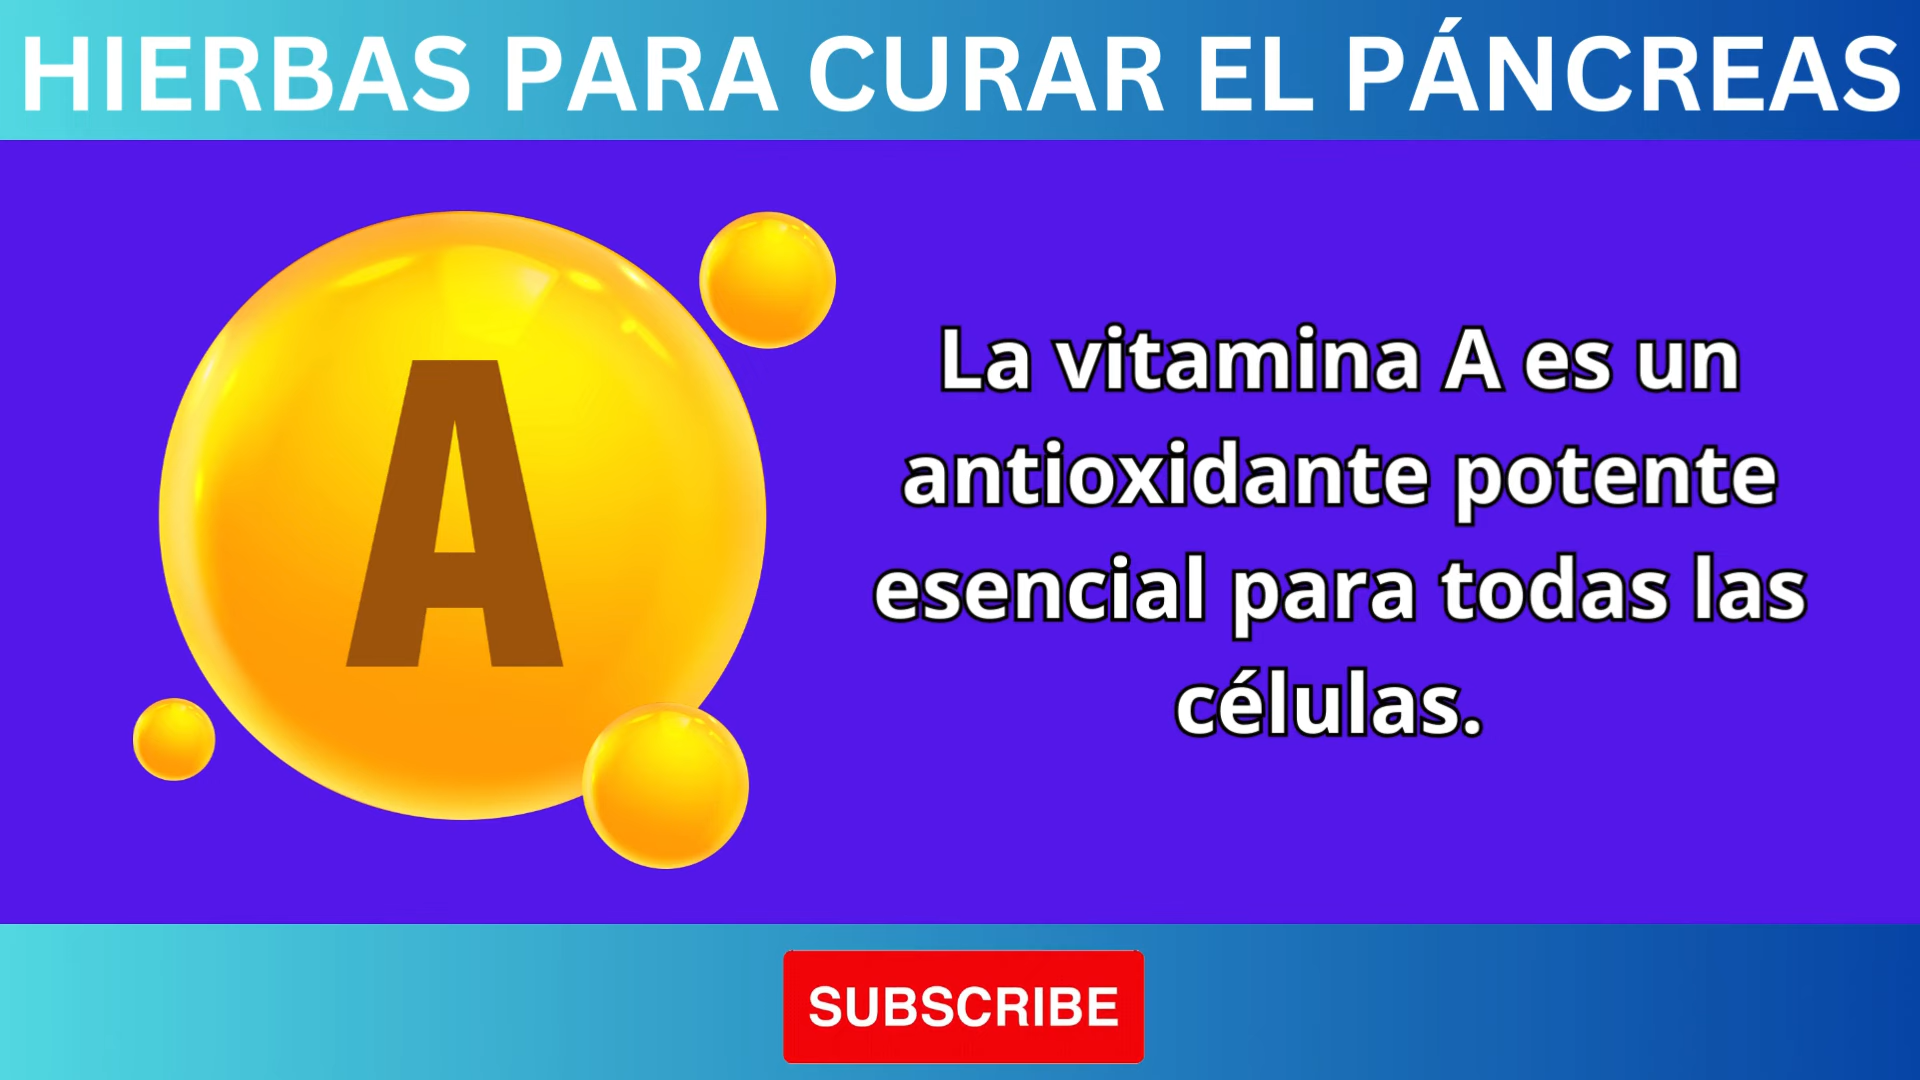 HIERBAS PARA CURAR EL PÁNCREAS
A
La vitamina A es un
antioxidante potente
esencial para todas las
células.
SUBSCRIBE